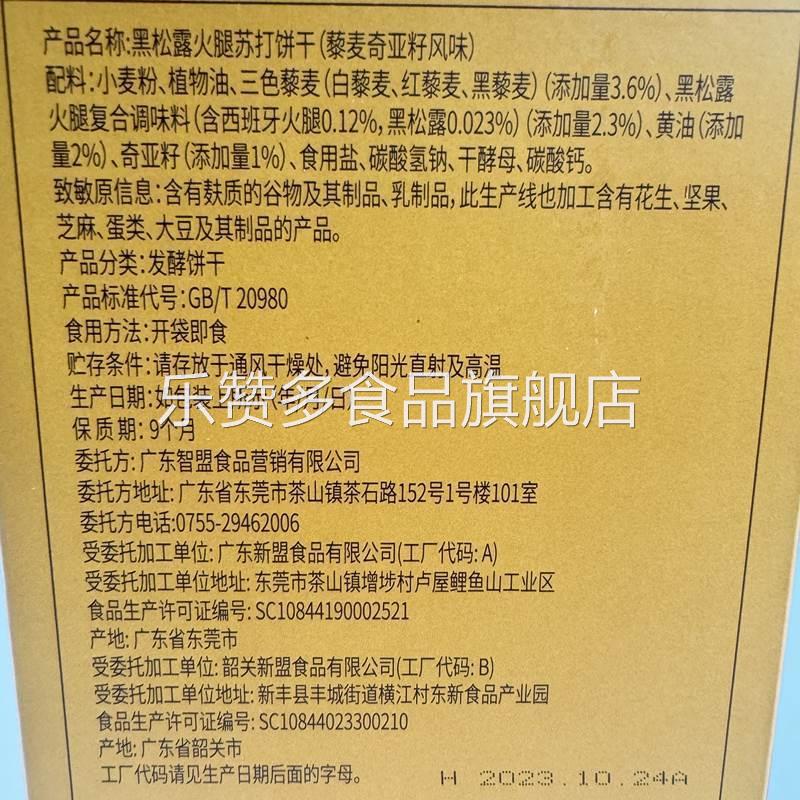 产品名称:黑松露火腿苏打饼干(藜麦奇亚籽风味)
配料:小麦粉、植物油、三色藜麦(白藜麦、红藜麦、黑藜麦)(添加量3.6%)、黑松露
火腿复合调味料(含西班牙火腿0.12%,黑松露0.023%)(添加量2.3%)、黄油(添加
量2%)、奇亚籽(添加量1%)、食用盐、碳酸氢钠、干酵母、碳酸钙。
致敏原信息:含有麸质的谷物及其制品、乳制品,此生产线也加工含有花生、坚果、
芝麻、蛋类、大豆及其制品的产品。
产品分类:发酵饼干
产品标准代号:GB/T 20980
食用方法:开袋即食
贮存条件:请存放于通风干燥处,避免阳光直射及高温
生产日期:
乐赞多食品旗舰店
保质期:9个月
委托方:广东智盟食品营销有限公司
委托方地址:广东省东莞市茶山镇茶石路152号1号楼101室
委托方电话:0755-29462006
受委托加工单位:广东新盟食品有限公司(工厂代码:A)
受委托加工单位地址:东莞市茶山镇增埗村卢屋鲤鱼山工业区
食品生产许可证编号:SC10844190002521
产地:广东省东莞市
受委托加工单位:韶关新盟食品有限公司(工厂代码:B)
受委托加工单位地址:新丰县丰城街道横江村东新食品产业园
食品生产许可证编号:SC10844023300210
产地:广东省韶关市
工厂代码请见生产日期后面的字母。
H 2023.10.24A